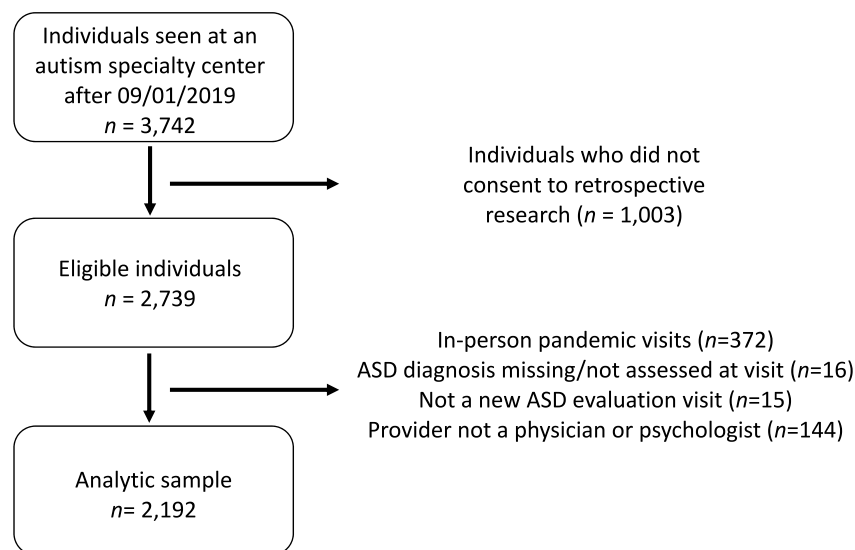 Individuals seen at an
autism specialty center
after 09/01/2019
n = 3,742
Individuals who did not
consent to retrospective
research (n = 1,003)
Eligible individuals
n = 2,739
In-person pandemic visits (n=372)
ASD diagnosis missing/not assessed at visit (n=16)
Not a new ASD evaluation visit (n=15)
Provider not a physician or psychologist (n=144)
Analytic sample
n= 2,192